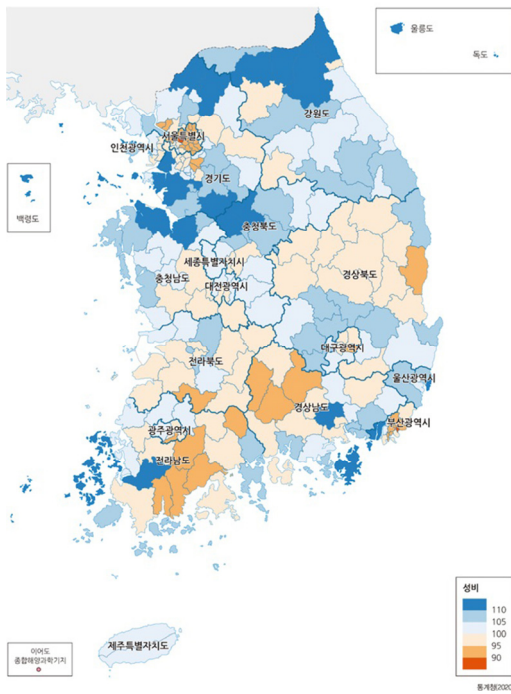 울릉도
독도
강원도
서울특별시
인천광역시
경기도
백령도
충청북도
세종특별자치시
충청남도
경상북도
대전광역시
대구광역시
전라북도
울산광역시
경상남도
부산광역시
광주광역시
전라남도
성비
110
105
100
95
90
제주특별자치도
이어도
종합해양과학기지
통계청(2020